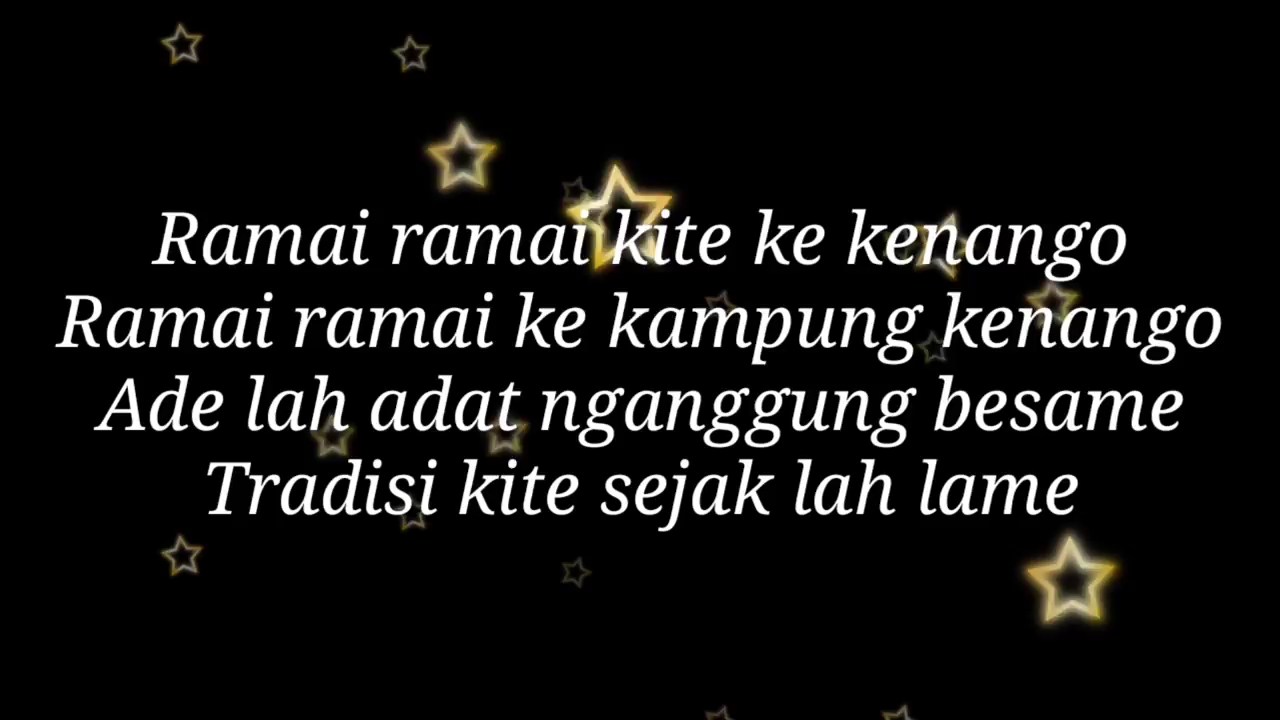 Ramai ramai kite ke kenango
Ramai ramai ke kampung kenango
Ade lah adat nganggung besame
Tradisi kite sejak lah lame